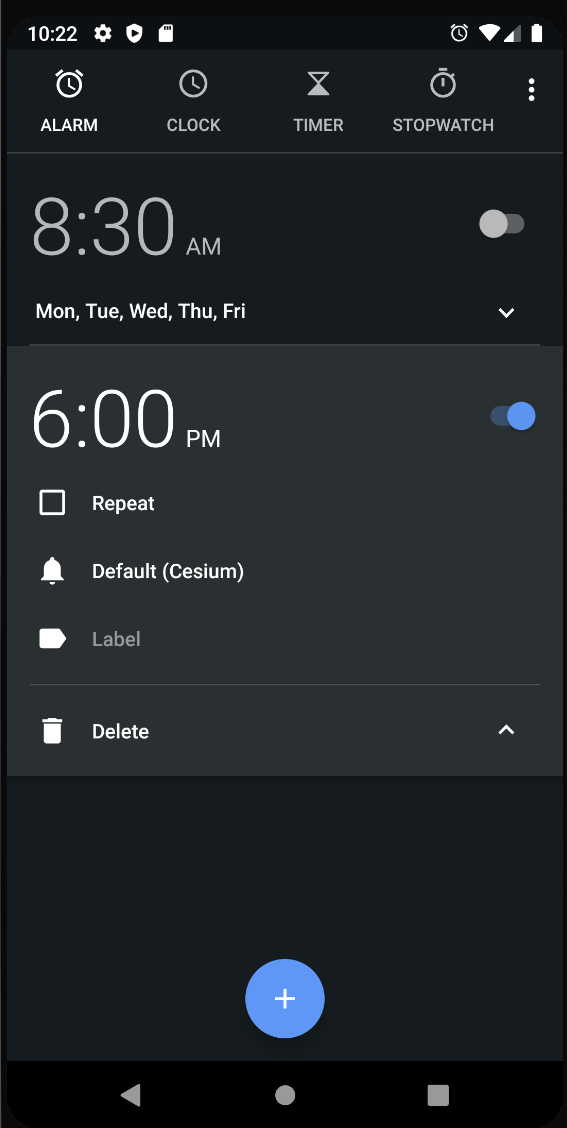 10:22
ALARM CLOCK TIMER STOPWATCH
8:30 AM
Mon, Tue, Wed, Thu, Fri
6:00 PM
Repeat
Default (Cesium)
Label
Delete